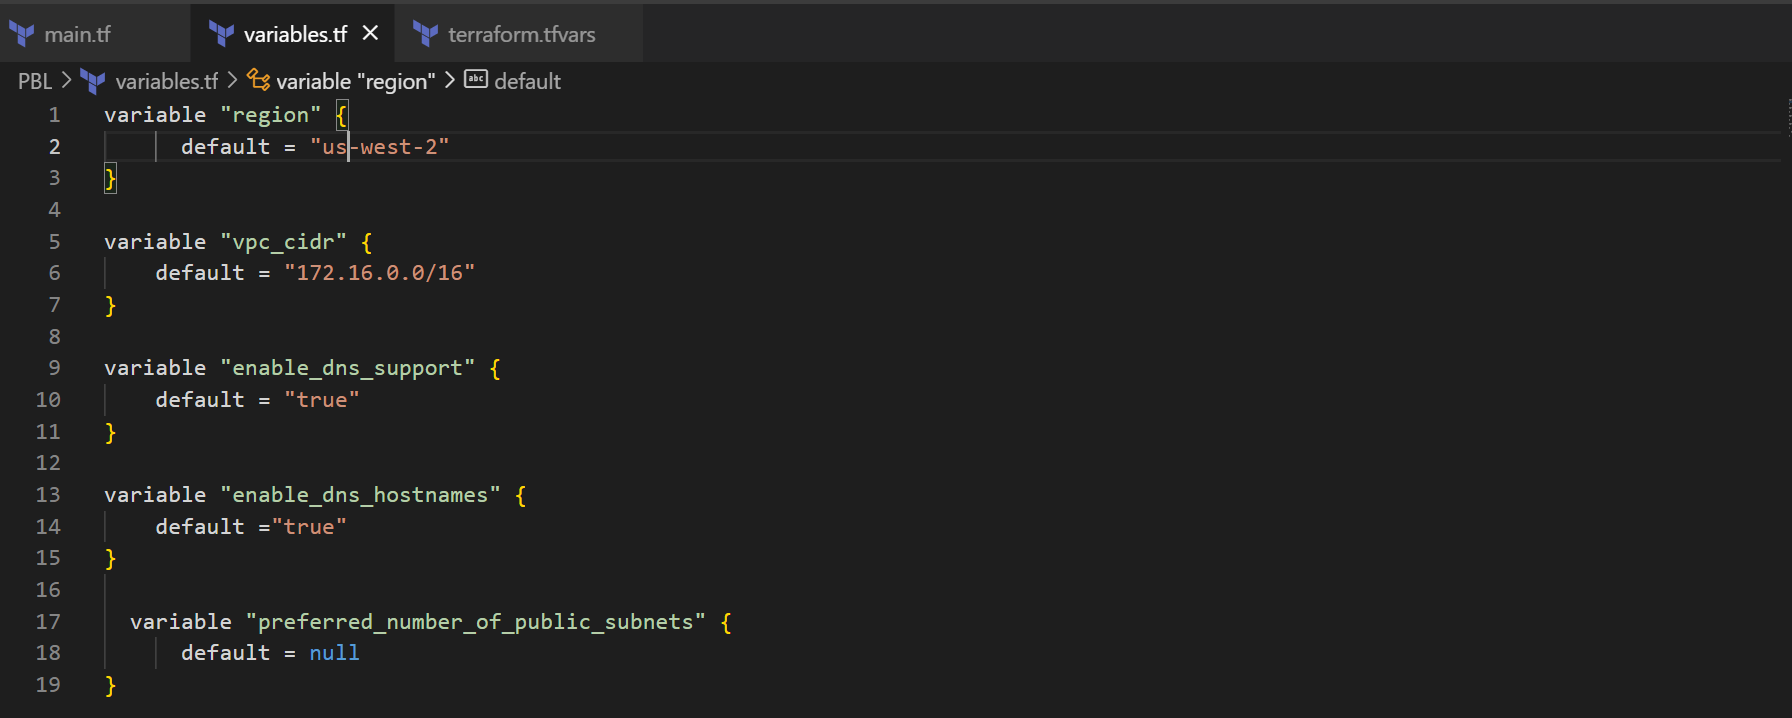 main.tf variables.tf terraform.tfvars
PBL > variables.tf > variable "region" > abc default
1 variable "region" {
2 default = "us-west-2"
3 }
4
5 variable "vpc_cidr" {
6 default = "172.16.0.0/16"
7 }
8
9 variable "enable_dns_support" {
10 default = "true"
11 }
12
13 variable "enable_dns_hostnames" {
14 default ="true"
15 }
16
17 variable "preferred_number_of_public_subnets" {
18 default = null
19 }